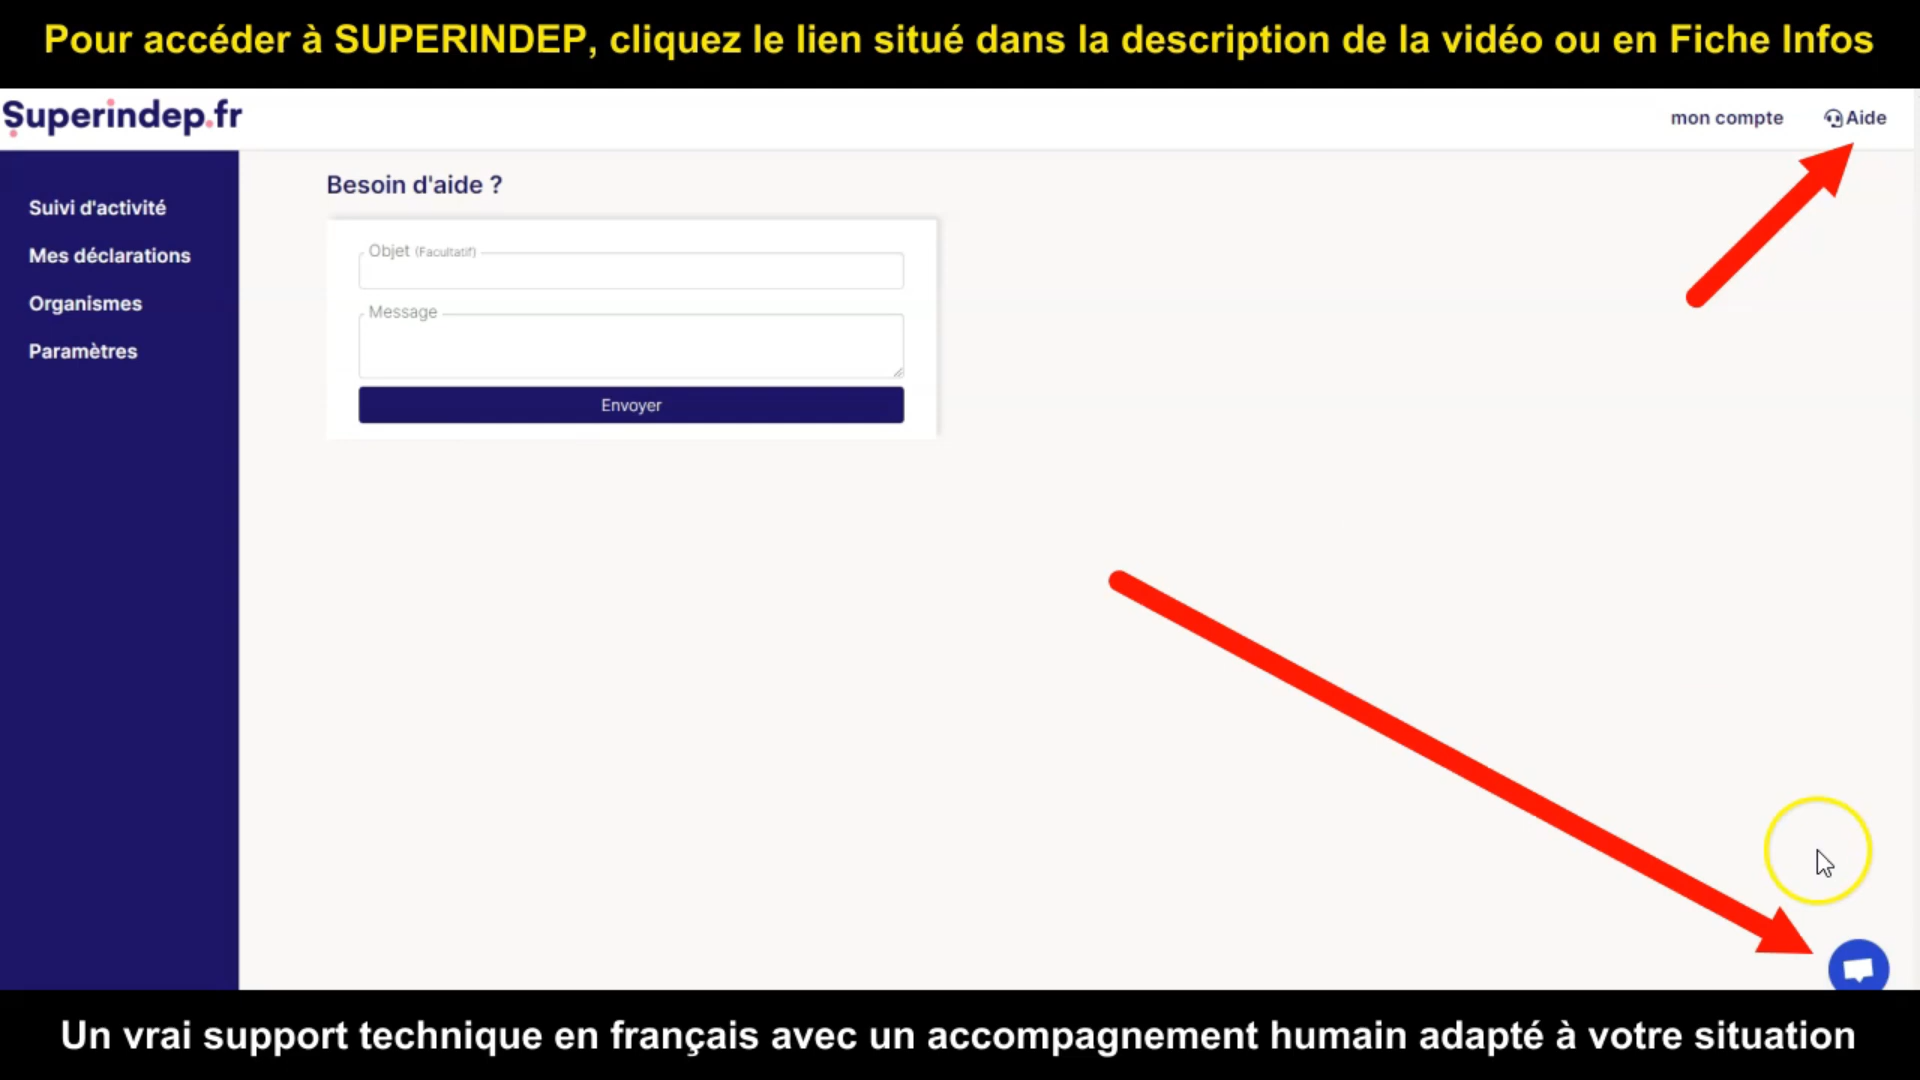 Pour accéder à SUPERINDEP, cliquez le lien situé dans la description de la vidéo ou en Fiche Infos
Superindep.fr
mon compte
Aide
Suivi d'activité
Mes déclarations
Organismes
Paramètres
Besoin d'aide ?
Objet (Facultatif)
Message
Envoyer
Un vrai support technique en français avec un accompagnement humain adapté à votre situation